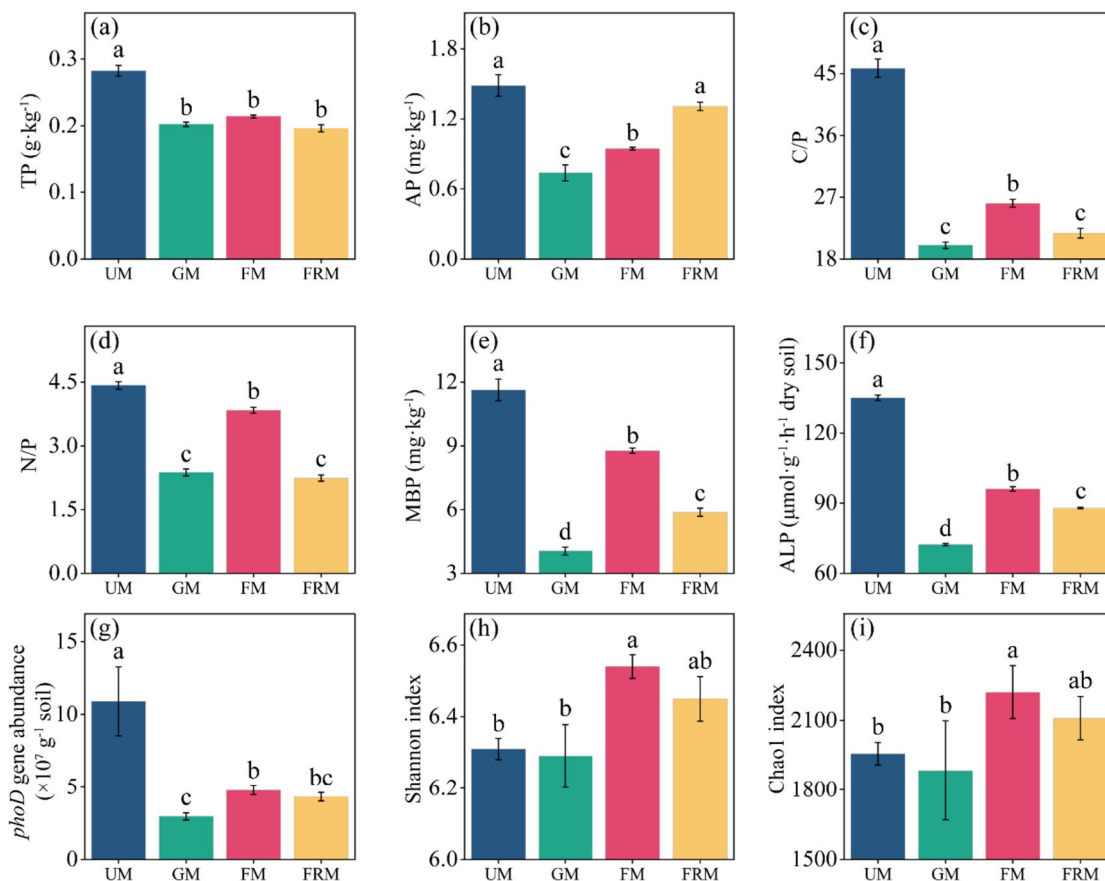 (a)
TP (g·kg⁻¹)
0.3
0.2
0.1
0.0
a
b
b
b
UM GM FM FRM
(b)
AP (mg·kg⁻¹)
1.8
1.2
0.6
0.0
a
c
b
a
UM GM FM FRM
(c)
C/P
45
36
27
18
a
c
b
c
UM GM FM FRM
(d)
N/P
4.5
3.0
1.5
0.0
a
c
b
c
UM GM FM FRM
(e)
MBP (mg·kg⁻¹)
12
9
6
3
a
d
b
c
UM GM FM FRM
(f)
ALP (μmol·g⁻¹·h⁻¹ dry soil)
150
120
90
60
a
d
b
c
UM GM FM FRM
(g)
phoD gene abundance
(×10⁷ g⁻¹ soil)
15
10
5
0
a
c
b
bc
UM GM FM FRM
(h)
Shannon index
6.6
6.4
6.2
6.0
b
b
a
ab
UM GM FM FRM
(i)
Chao1 index
2400
2100
1800
1500
b
b
a
ab
UM GM FM FRM